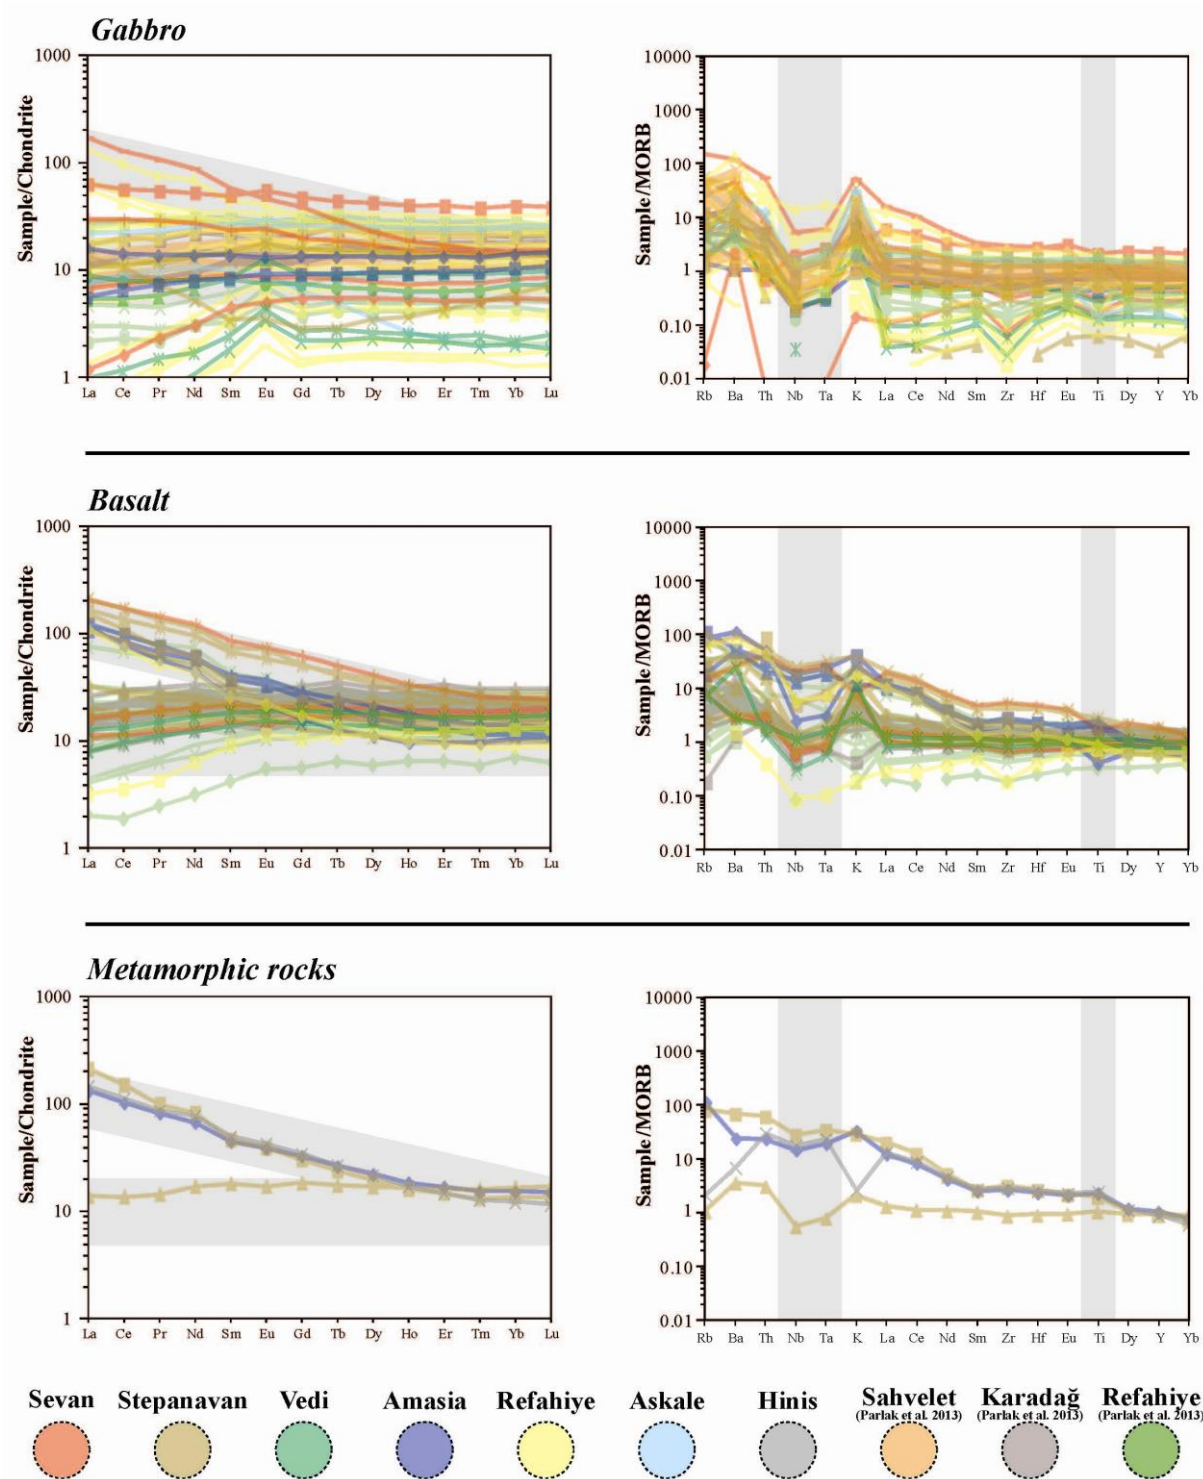 Gabbro
Sample/Chondrite
1000
100
10
1
La Ce Pr Nd Sm Eu Gd Tb Dy Ho Er Tm Yb Lu
Sample/MORB
10000
1000
100
10
1
0.10
0.01
Rb Ba Th Nb Ta K La Ce Nd Sm Zr Hf Eu Ti Dy Y Yb
Basalt
Sample/Chondrite
1000
100
10
1
La Ce Pr Nd Sm Eu Gd Tb Dy Ho Er Tm Yb Lu
Sample/MORB
10000
1000
100
10
1
0.10
0.01
Rb Ba Th Nb Ta K La Ce Nd Sm Zr Hf Eu Ti Dy Y Yb
Metamorphic rocks
Sample/Chondrite
1000
100
10
1
La Ce Pr Nd Sm Eu Gd Tb Dy Ho Er Tm Yb Lu
Sample/MORB
10000
1000
100
10
1
0.10
0.01
Rb Ba Th Nb Ta K La Ce Nd Sm Zr Hf Eu Ti Dy Y Yb
Sevan Stepanavan Vedi Amasia Refahiye Askale Hinis Sahvelet Karadağ Refahiye
(Parlak et al. 2013) (Parlak et al. 2013) (Parlak et al. 2013)